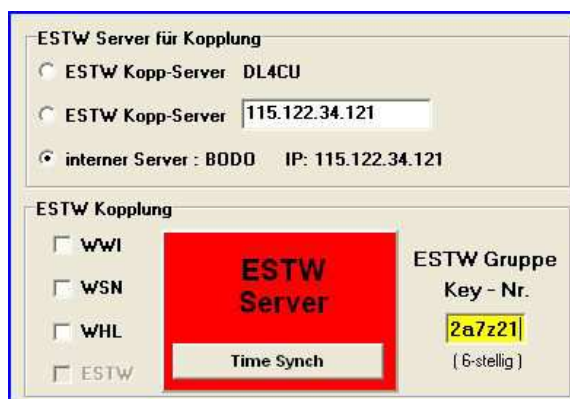 ESTW Server für Kopplung
ESTW Kopp-Server DL4CU
ESTW Kopp-Server 115.122.34.121
interner Server : BODO IP: 115.122.34.121
ESTW Kopplung
WWI
WSN
WHL
ESTW
ESTW
Server
Time Synch
ESTW Gruppe
Key - Nr.
2a7z21
( 6-stellig )